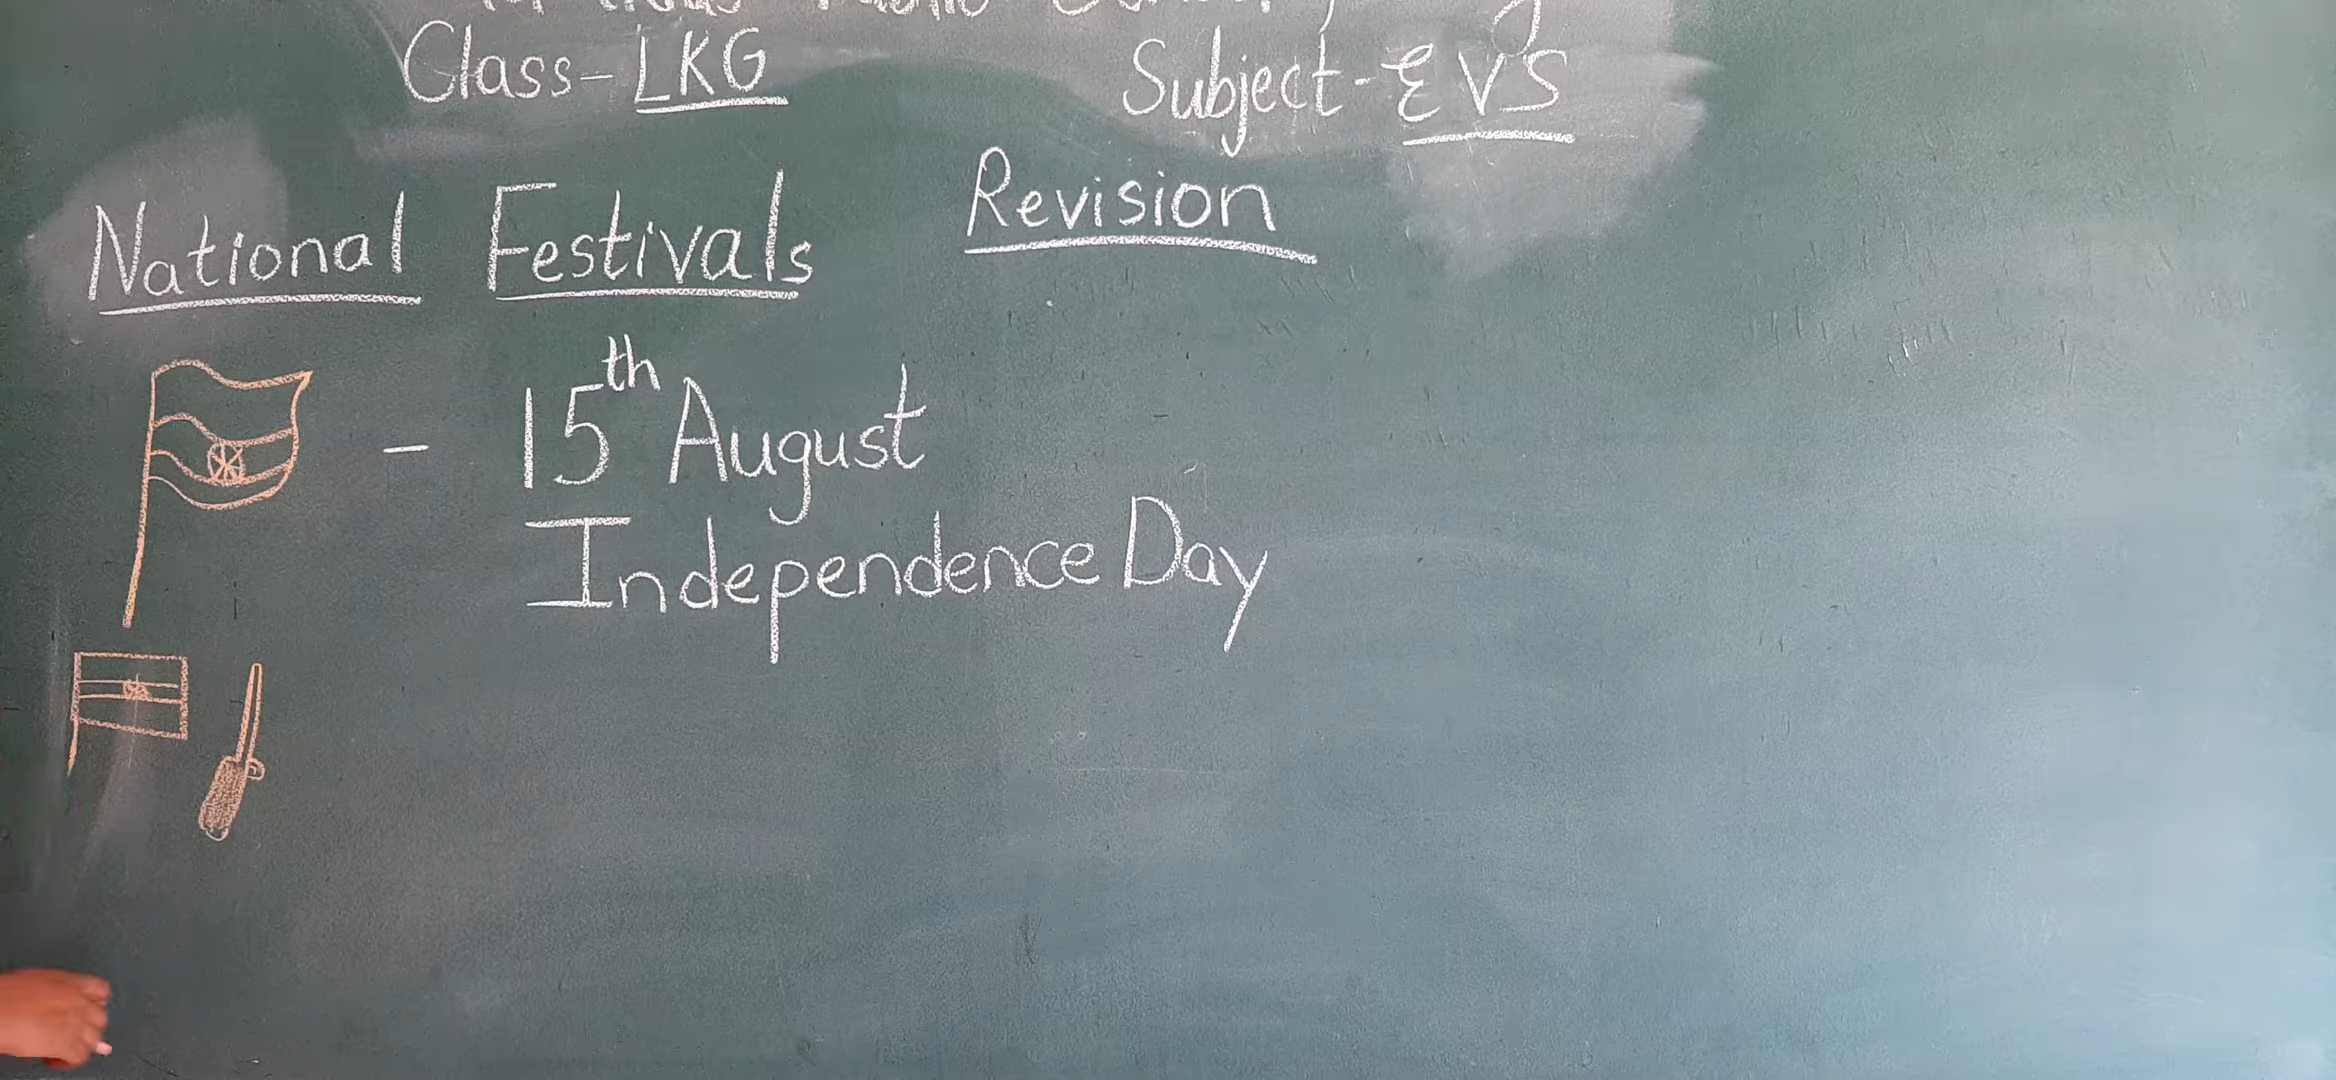 Class-LKG Subject-EVS
National Festivals Revision
- 15th August
Independence Day